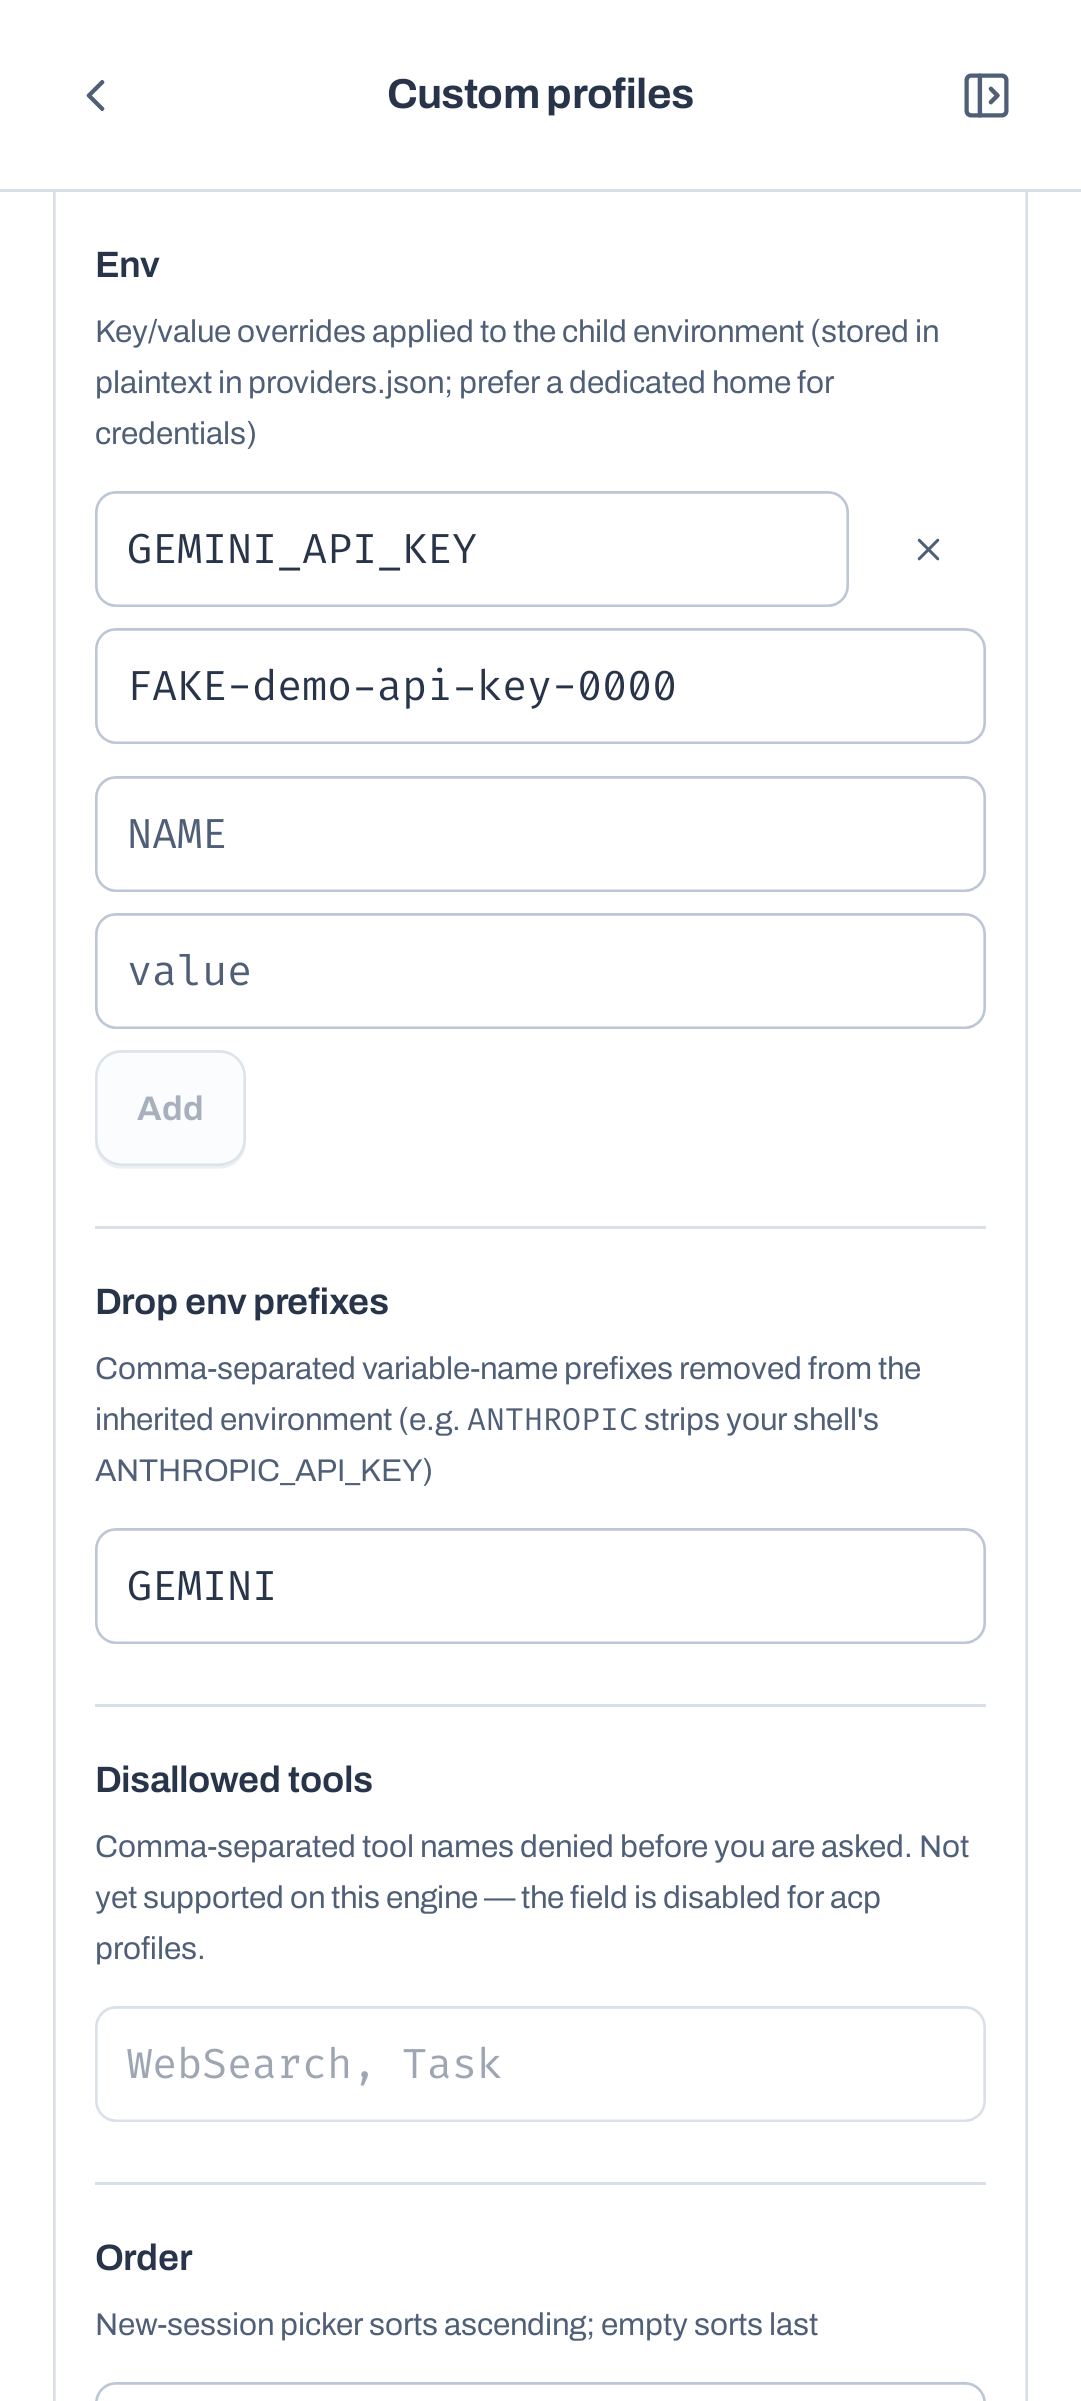 Custom profiles
Env
Key/value overrides applied to the child environment (stored in
plaintext in providers.json; prefer a dedicated home for
credentials)
GEMINI_API_KEY
FAKE-demo-api-key-0000
NAME
value
Add
Drop env prefixes
Comma-separated variable-name prefixes removed from the
inherited environment (e.g. ANTHROPIC strips your shell's
ANTHROPIC_API_KEY)
GEMINI
Disallowed tools
Comma-separated tool names denied before you are asked. Not
yet supported on this engine — the field is disabled for acp
profiles.
WebSearch, Task
Order
New-session picker sorts ascending; empty sorts last